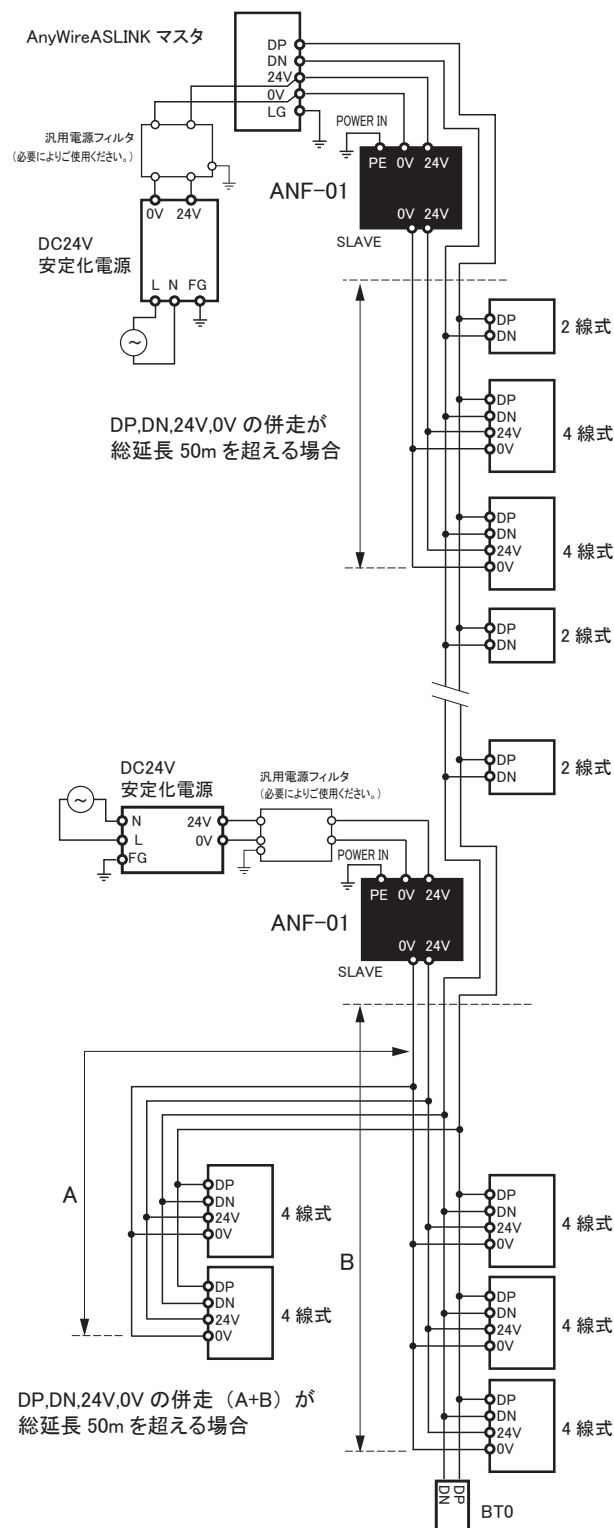 AnyWireASLINK マスタ
DP
DN
24V
0V
LG
汎用電源フィルタ
(必要によりご使用ください。)
POWER IN
PE 0V 24V
ANF-01
0V 24V
SLAVE
0V 24V
DC24V
安定化電源
L N FG
DP
DN
2 線式
DP,DN,24V,0V の併走が
総延長 50m を超える場合
DP
DN
24V
0V
4 線式
DP
DN
24V
0V
4 線式
DP
DN
2 線式
DP
DN
2 線式
DC24V
安定化電源
N
L
FG
24V
0V
汎用電源フィルタ
(必要によりご使用ください。)
POWER IN
PE 0V 24V
ANF-01
0V 24V
SLAVE
A
DP
DN
24V
0V
4 線式
DP
DN
24V
0V
4 線式
B
DP
DN
24V
0V
4 線式
DP
DN
24V
0V
4 線式
DP
DN
24V
0V
4 線式
DP,DN,24V,0V の併走（A+B）が
総延長 50m を超える場合
DN
DP
BT0